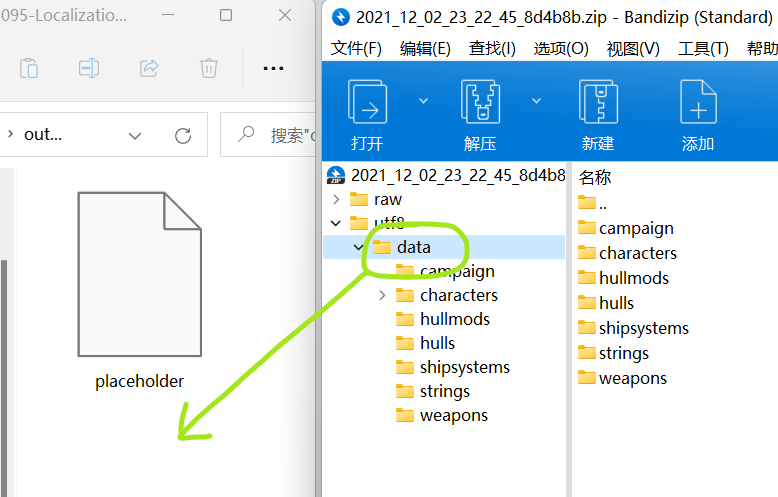 095-Localizatio...
out...
搜索"c
placeholder
2021_12_02_23_22_45_8d4b8b.zip - Bandizip (Standard)
文件(F) 编辑(E) 查找(I) 选项(O) 视图(V) 工具(T) 帮助
打开 解压 新建 添加
ZIP
2021_12_02_23_22_45_8d4b8
raw
utf8
data
campaign
characters
hullmods
hulls
shipsystems
strings
weapons
名称
..
campaign
characters
hullmods
hulls
shipsystems
strings
weapons